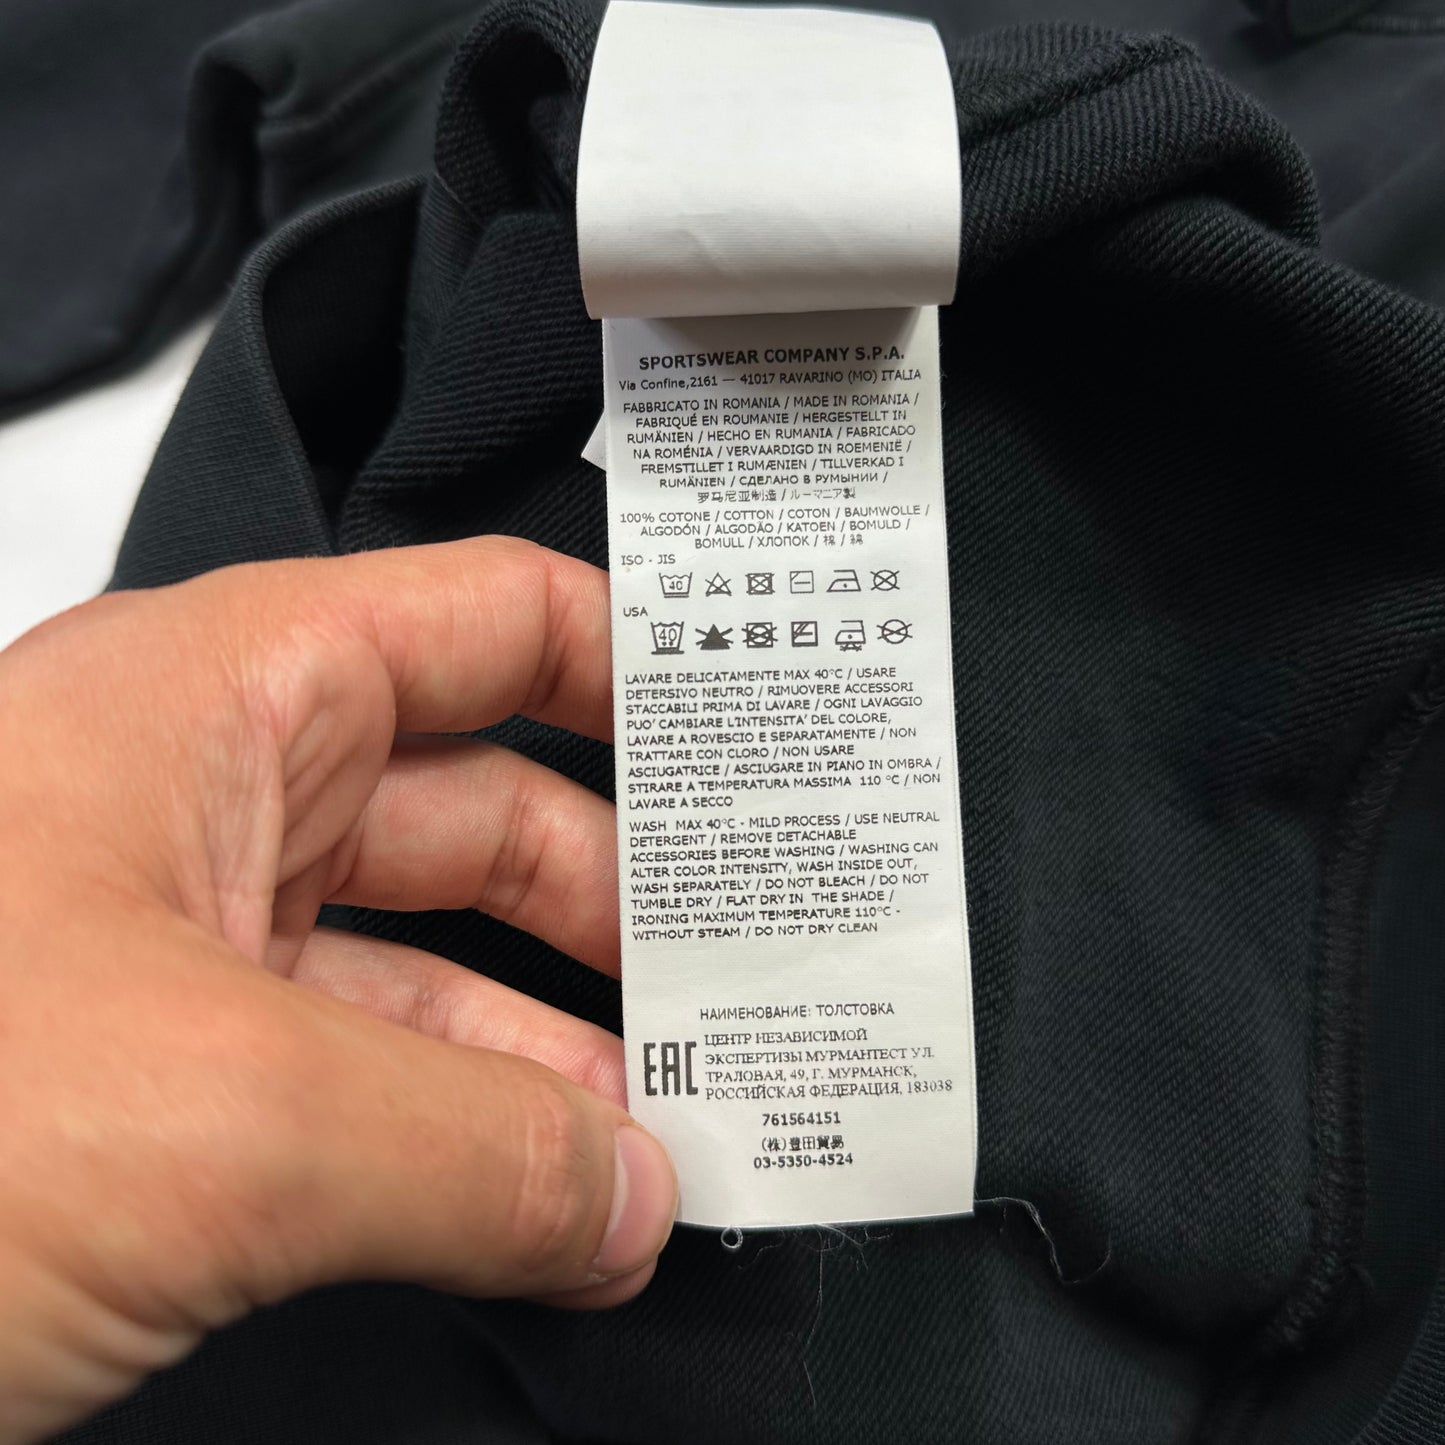 SPORTSWEAR COMPANY S.P.A.
Via Confine,2161 — 41017 RAVARINO (MO) ITALIA
FABBRICATO IN ROMANIA / MADE IN ROMANIA /
FABRIQUÉ EN ROUMANIE / HERGESTELLT IN
RUMÄNIEN / HECHO EN RUMANIA / FABRICADO
NA ROMÉNIA / VERVAARDIGD IN ROEMENIË /
FREMSTILLET I RUMÆNIEN / TILLVERKAD I
RUMÄNIEN / СДЕЛАНО В РУМЫНИИ /
罗马尼亚制造 / ルーマニア製
100% COTONE / COTTON / COTON / BAUMWOLLE /
ALGODÓN / ALGODÃO / KATOEN / BOMULD /
BOMULL / ХЛОПОК / 棉 / 綿
ISO - JIS
40
USA
40
LAVARE DELICATAMENTE MAX 40°C / USARE
DETERSIVO NEUTRO / RIMUOVERE ACCESSORI
STACCABILI PRIMA DI LAVARE / OGNI LAVAGGIO
PUO' CAMBIARE L'INTENSITA' DEL COLORE,
LAVARE A ROVESCIO E SEPARATAMENTE / NON
TRATTARE CON CLORO / NON USARE
ASCIUGATRICE / ASCIUGARE IN PIANO IN OMBRA /
STIRARE A TEMPERATURA MASSIMA 110 °C / NON
LAVARE A SECCO
WASH MAX 40°C - MILD PROCESS / USE NEUTRAL
DETERGENT / REMOVE DETACHABLE
ACCESSORIES BEFORE WASHING / WASHING CAN
ALTER COLOR INTENSITY, WASH INSIDE OUT,
WASH SEPARATELY / DO NOT BLEACH / DO NOT
TUMBLE DRY / FLAT DRY IN THE SHADE /
IRONING MAXIMUM TEMPERATURE 110°C -
WITHOUT STEAM / DO NOT DRY CLEAN
НАИМЕНОВАНИЕ: ТОЛСТОВКА
EAC
ЦЕНТР НЕЗАВИСИМОЙ
ЭКСПЕРТИЗЫ МУРМАНТЕСТ УЛ.
ТРАЛОВАЯ, 49, Г. МУРМАНСК,
РОССИЙСКАЯ ФЕДЕРАЦИЯ, 183038
761564151
(株)豊田貿易
03-5350-4524